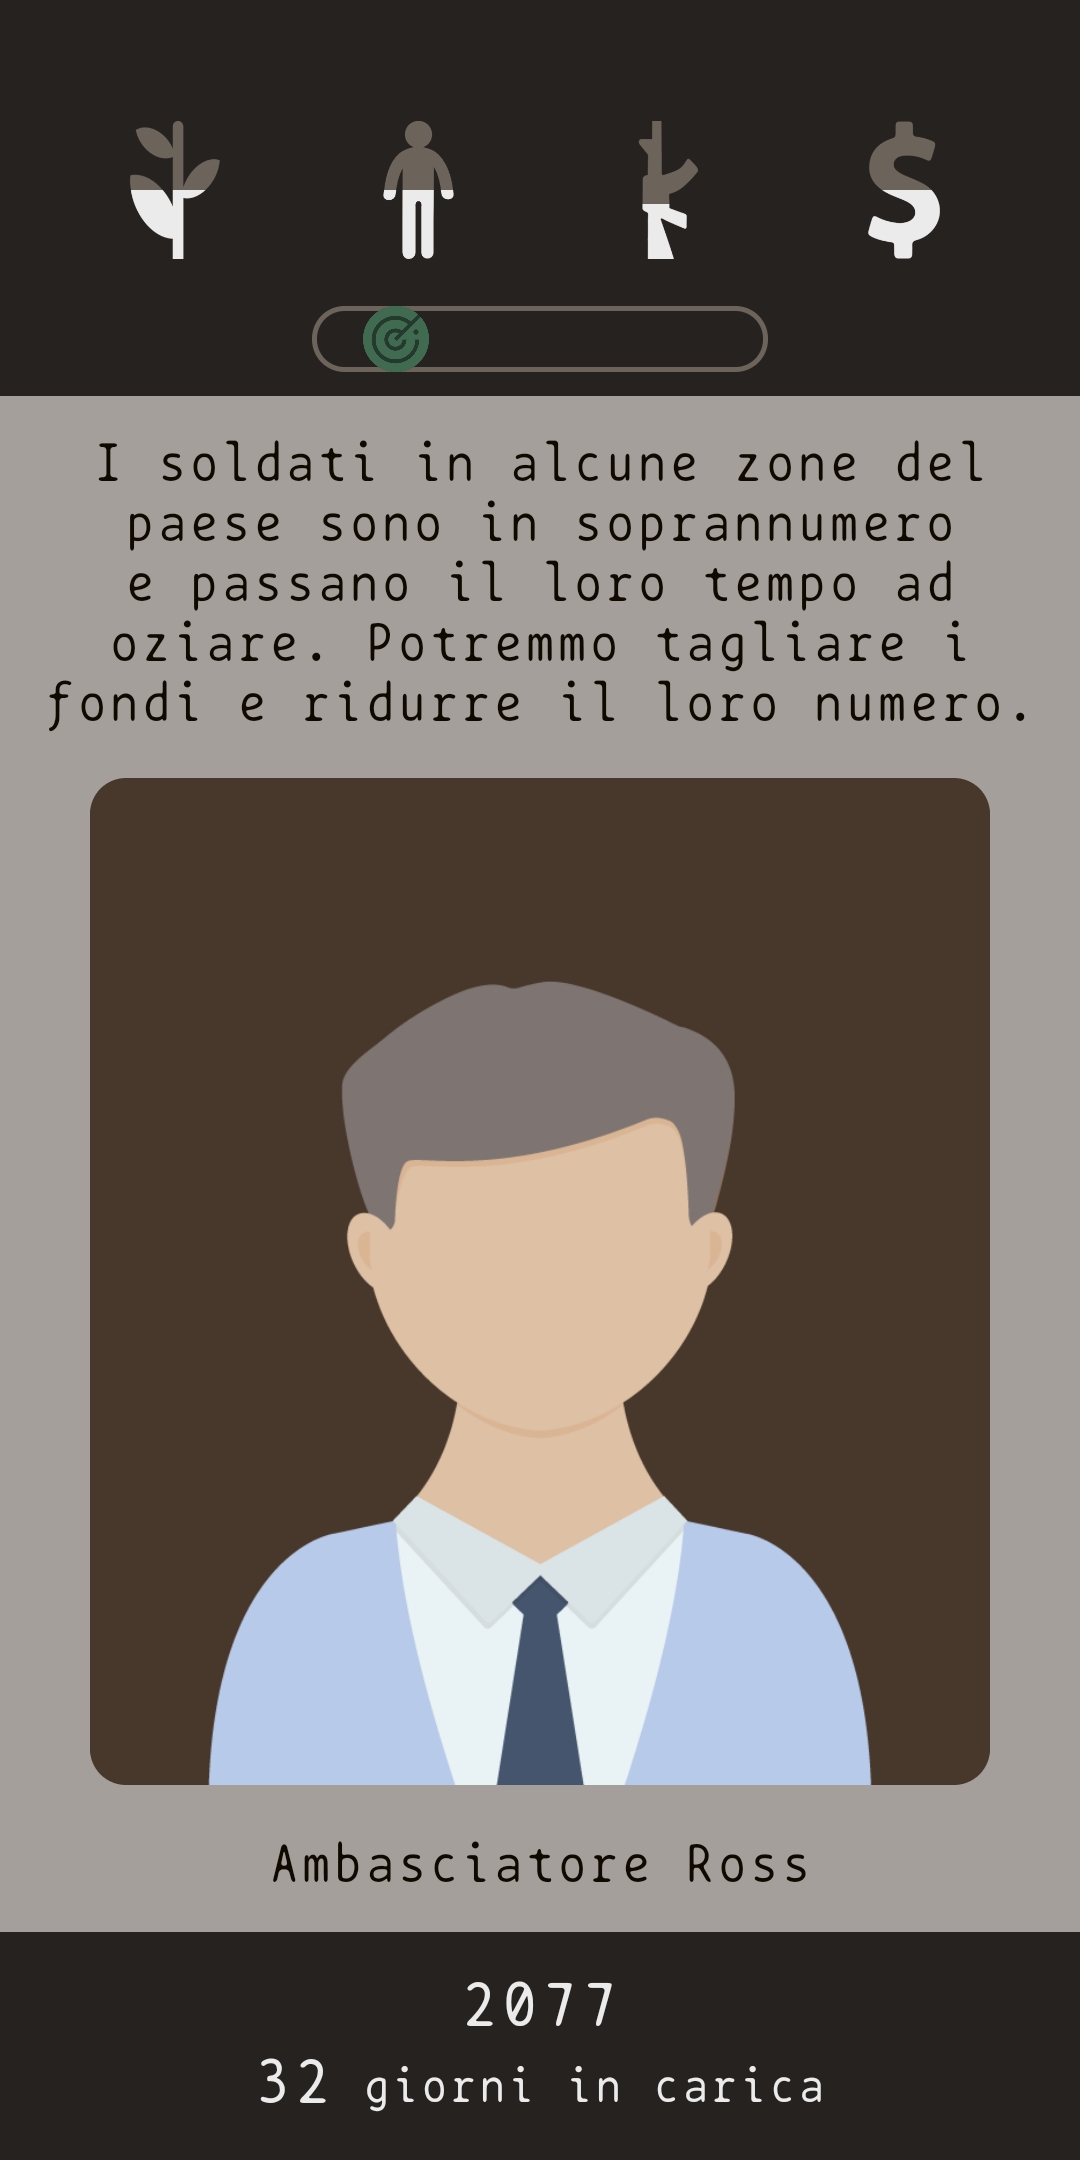 I soldati in alcune zone del
paese sono in soprannumero
e passano il loro tempo ad
oziare. Potremmo tagliare i
fondi e ridurre il loro numero.
Ambasciatore Ross
2077
32 giorni in carica